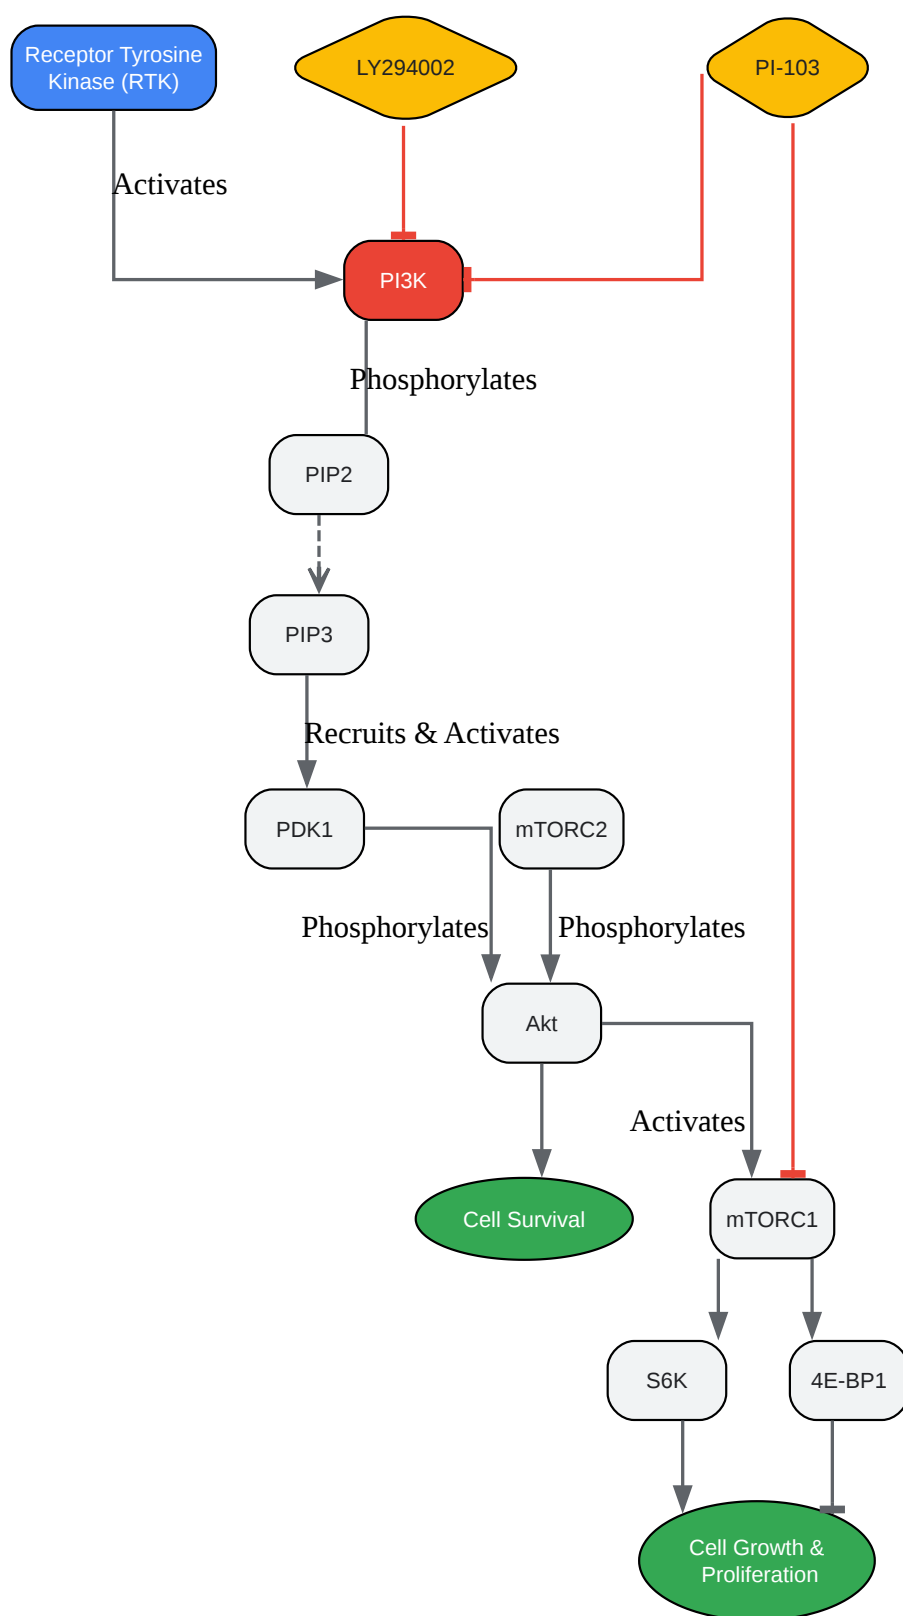 Receptor Tyrosine
Kinase (RTK)
LY294002
PI-103
Activates
PI3K
Phosphorylates
PIP2
PIP3
Recruits & Activates
PDK1
mTORC2
Phosphorylates
Phosphorylates
Akt
Activates
Cell Survival
mTORC1
S6K
4E-BP1
Cell Growth &
Proliferation